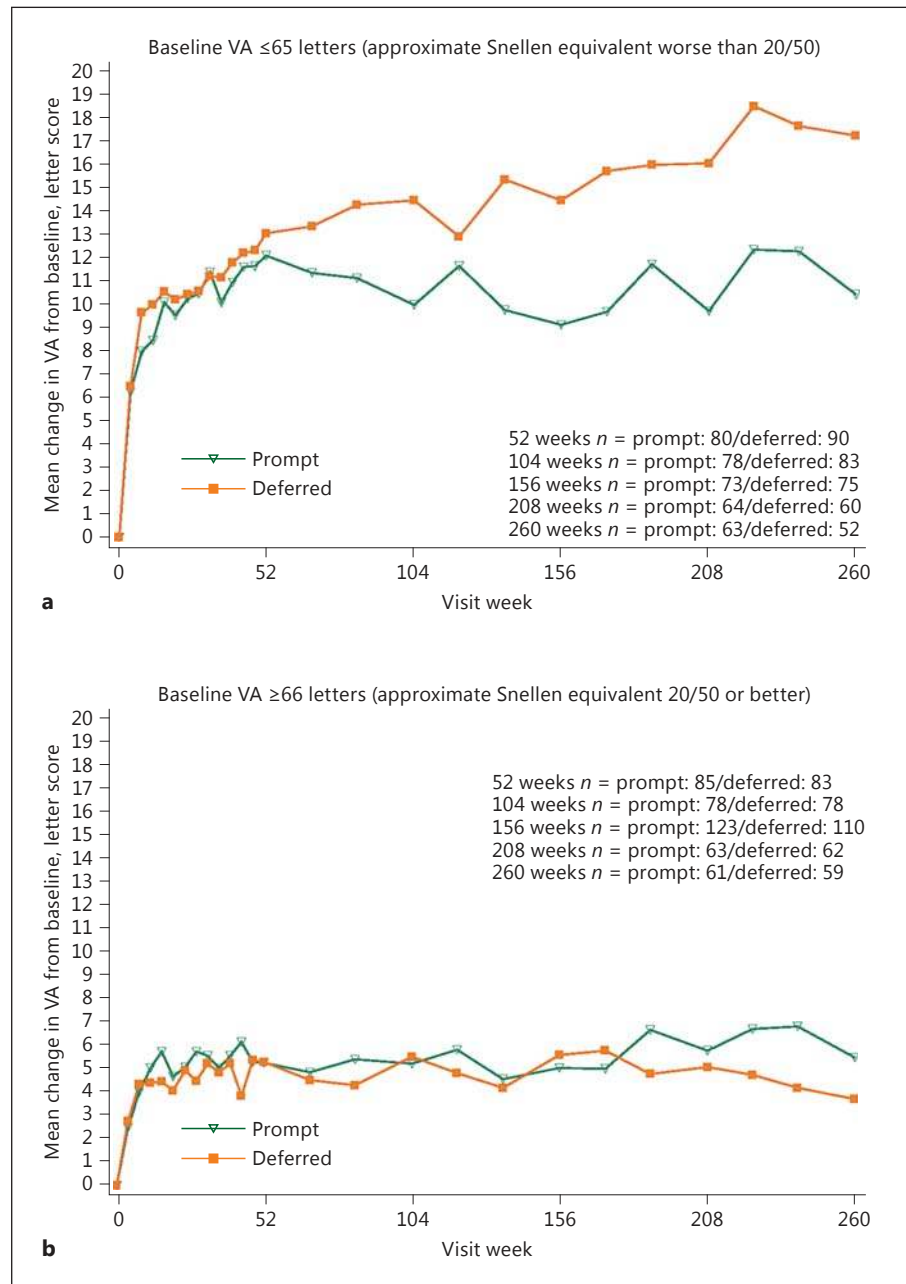 Baseline VA ≤65 letters (approximate Snellen equivalent worse than 20/50)
Mean change in VA from baseline, letter score
20
19
18
17
16
15
14
13
12
11
10
9
8
7
6
5
4
3
2
1
0
Prompt
Deferred
52 weeks n = prompt: 80/deferred: 90
104 weeks n = prompt: 78/deferred: 83
156 weeks n = prompt: 73/deferred: 75
208 weeks n = prompt: 64/deferred: 60
260 weeks n = prompt: 63/deferred: 52
0 52 104 156 208 260
a
Visit week
Baseline VA ≥66 letters (approximate Snellen equivalent 20/50 or better)
Mean change in VA from baseline, letter score
20
19
18
17
16
15
14
13
12
11
10
9
8
7
6
5
4
3
2
1
0
52 weeks n = prompt: 85/deferred: 83
104 weeks n = prompt: 78/deferred: 78
156 weeks n = prompt: 123/deferred: 110
208 weeks n = prompt: 63/deferred: 62
260 weeks n = prompt: 61/deferred: 59
Prompt
Deferred
0 52 104 156 208 260
b
Visit week